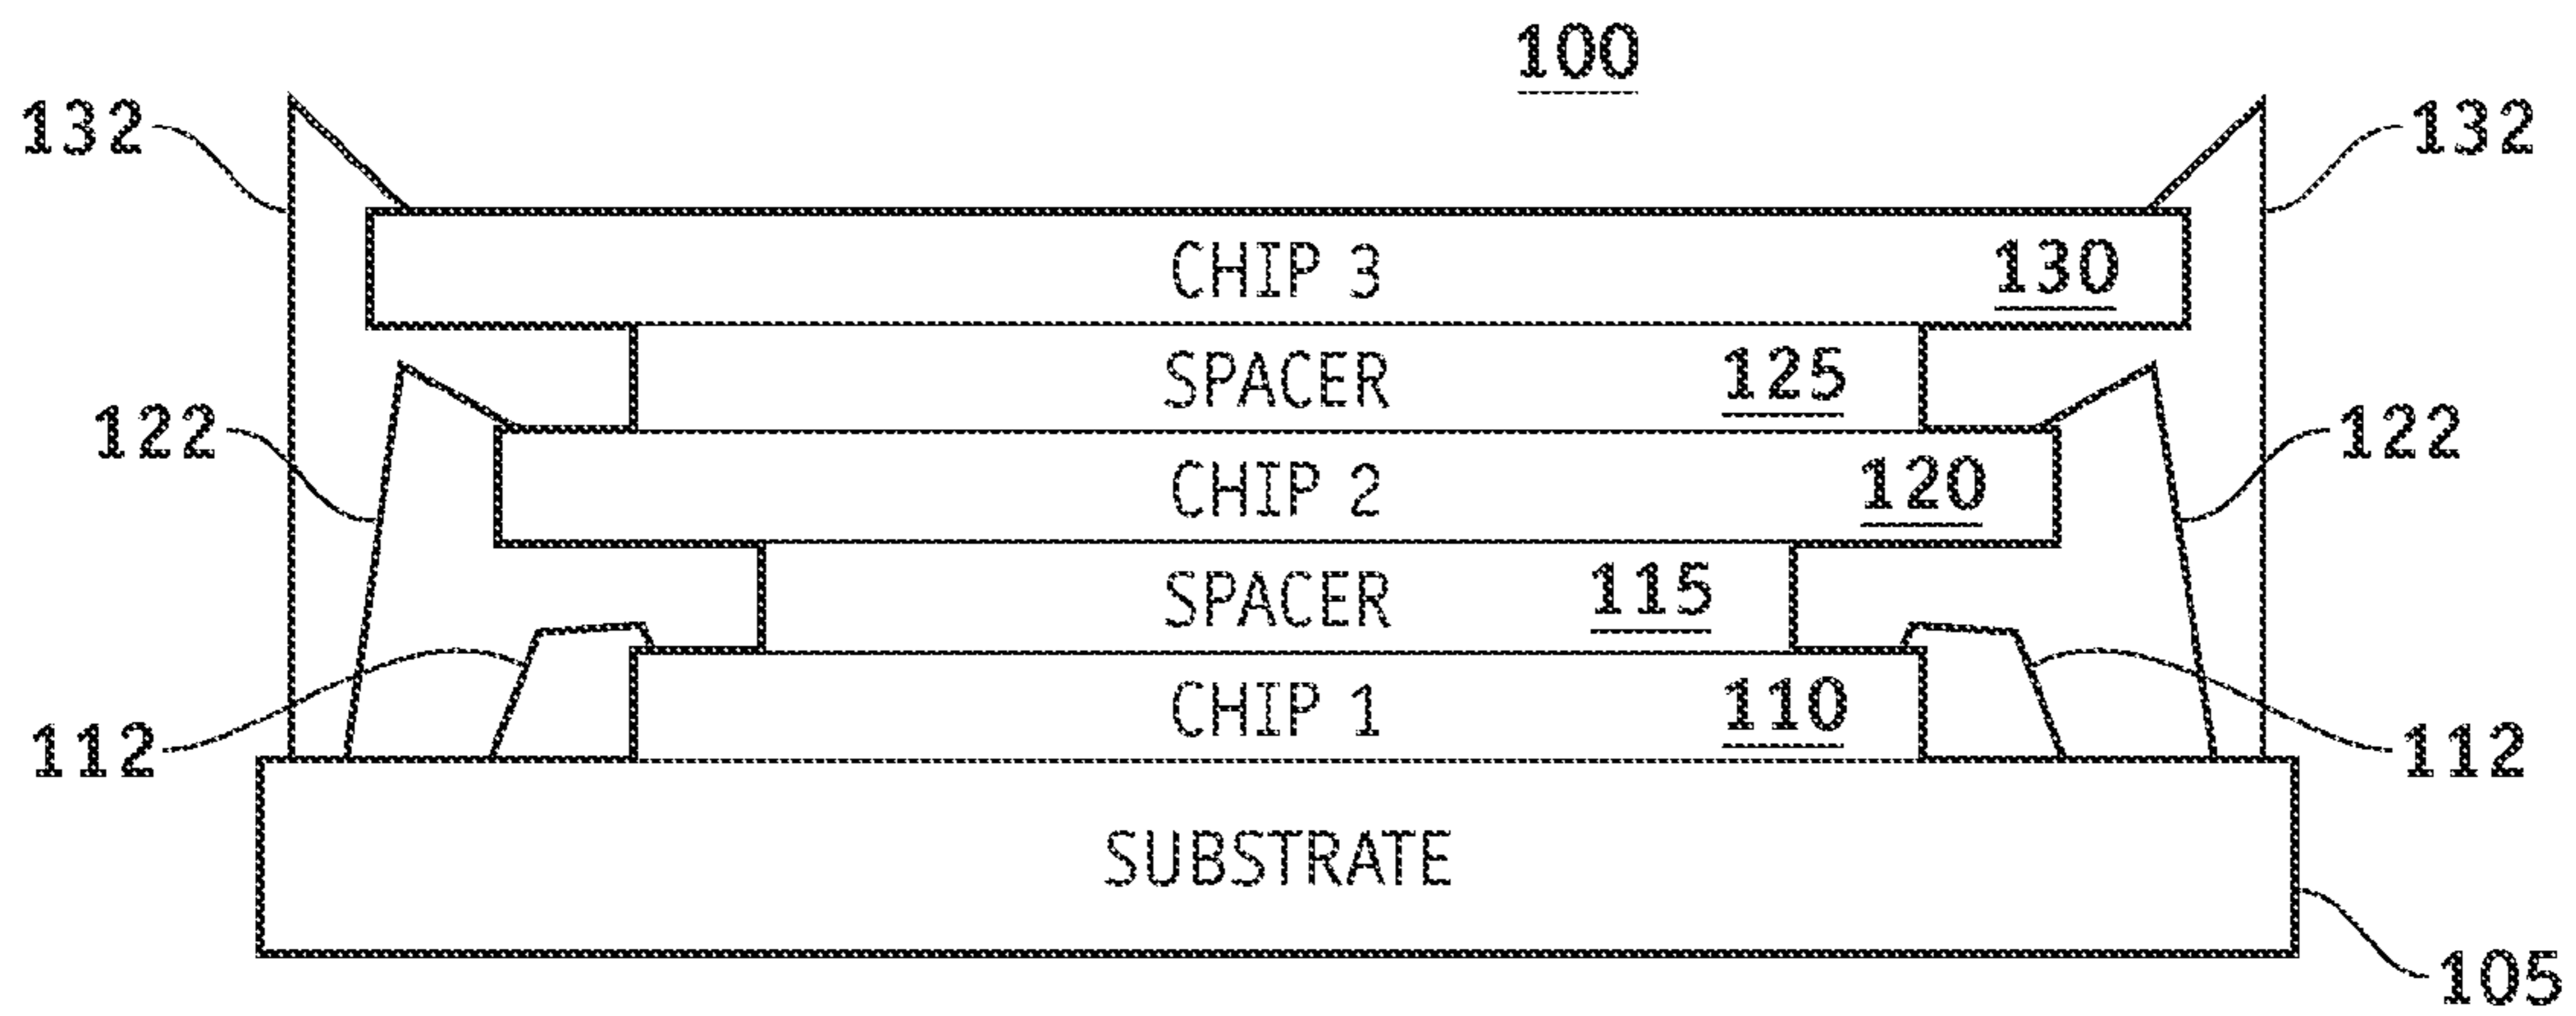 100
132 132
CHIP 3 130
SPACER 125
122 122
CHIP 2 120
SPACER 115
CHIP 1 110
112 112
SUBSTRATE
105